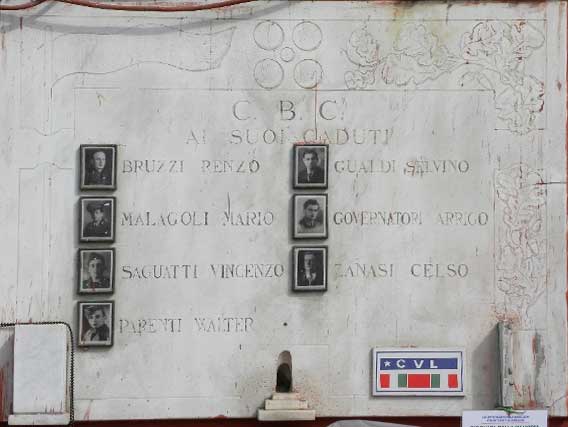 C. B. C.
AI SUOI CADUTI
BRUZZI RENZO
GUALDI SILVINO
MALAGOLI MARIO
GOVERNATORI ARRIGO
SAGUATTI VINCENZO
ZANASI CELSO
PARENTI WALTER
CVL